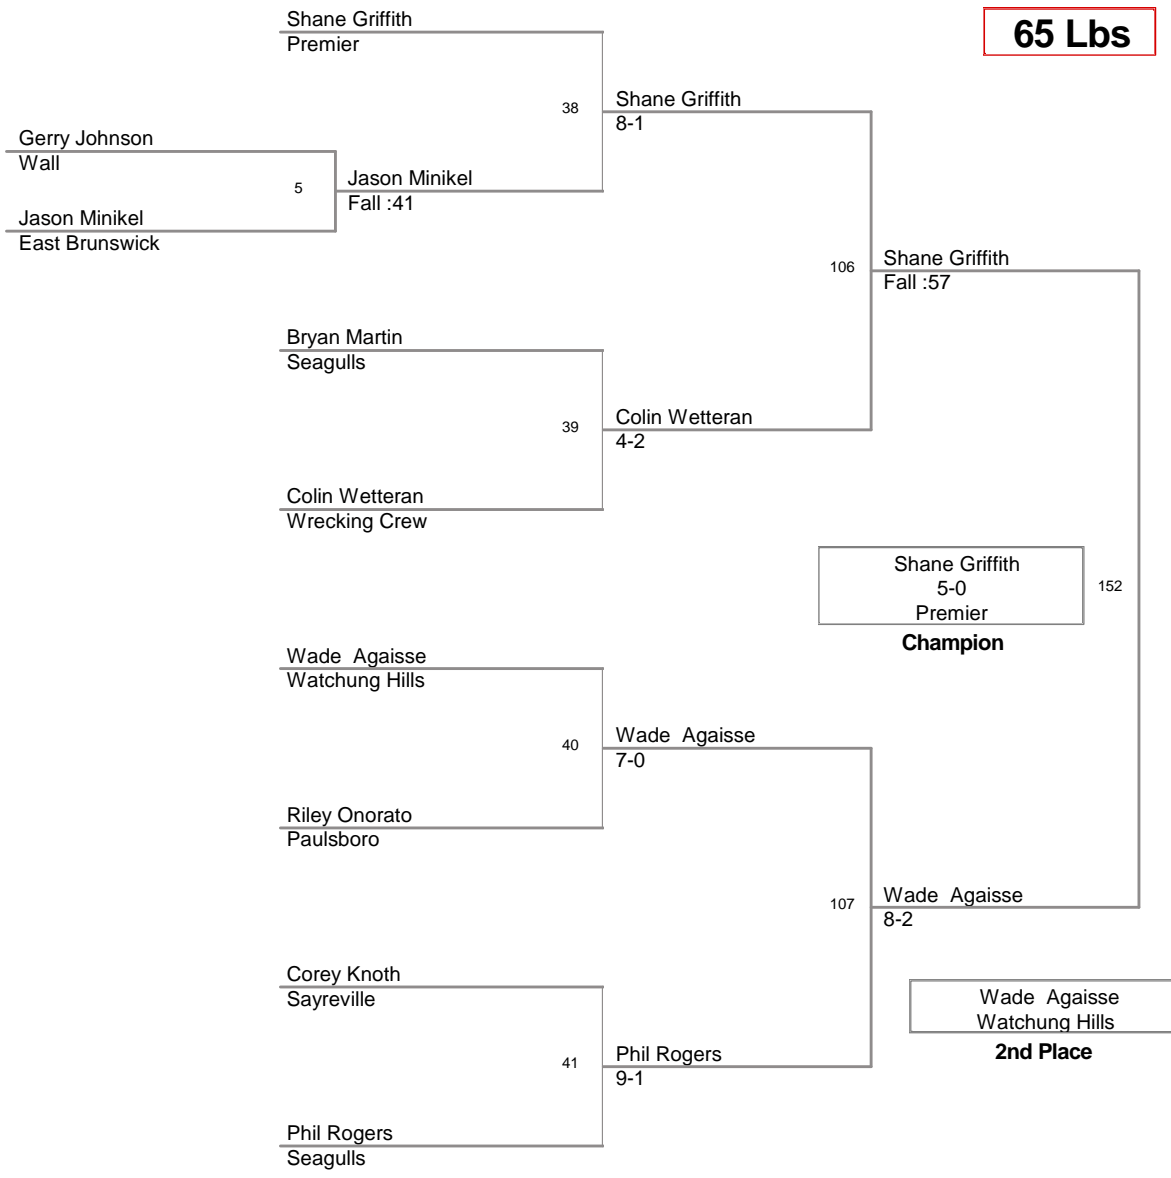 Shane Griffith
Premier
65 Lbs
38
Shane Griffith
8-1
Gerry Johnson
Wall
5
Jason Minikel
Fall :41
Jason Minikel
East Brunswick
106
Shane Griffith
Fall :57
Bryan Martin
Seagulls
39
Colin Wetteran
4-2
Colin Wetteran
Wrecking Crew
Shane Griffith
5-0
Premier
152
Champion
Wade  Agaisse
Watchung Hills
40
Wade  Agaisse
7-0
Riley Onorato
Paulsboro
107
Wade  Agaisse
8-2
Corey Knoth
Sayreville
Wade  Agaisse
Watchung Hills
2nd Place
41
Phil Rogers
9-1
Phil Rogers
Seagulls